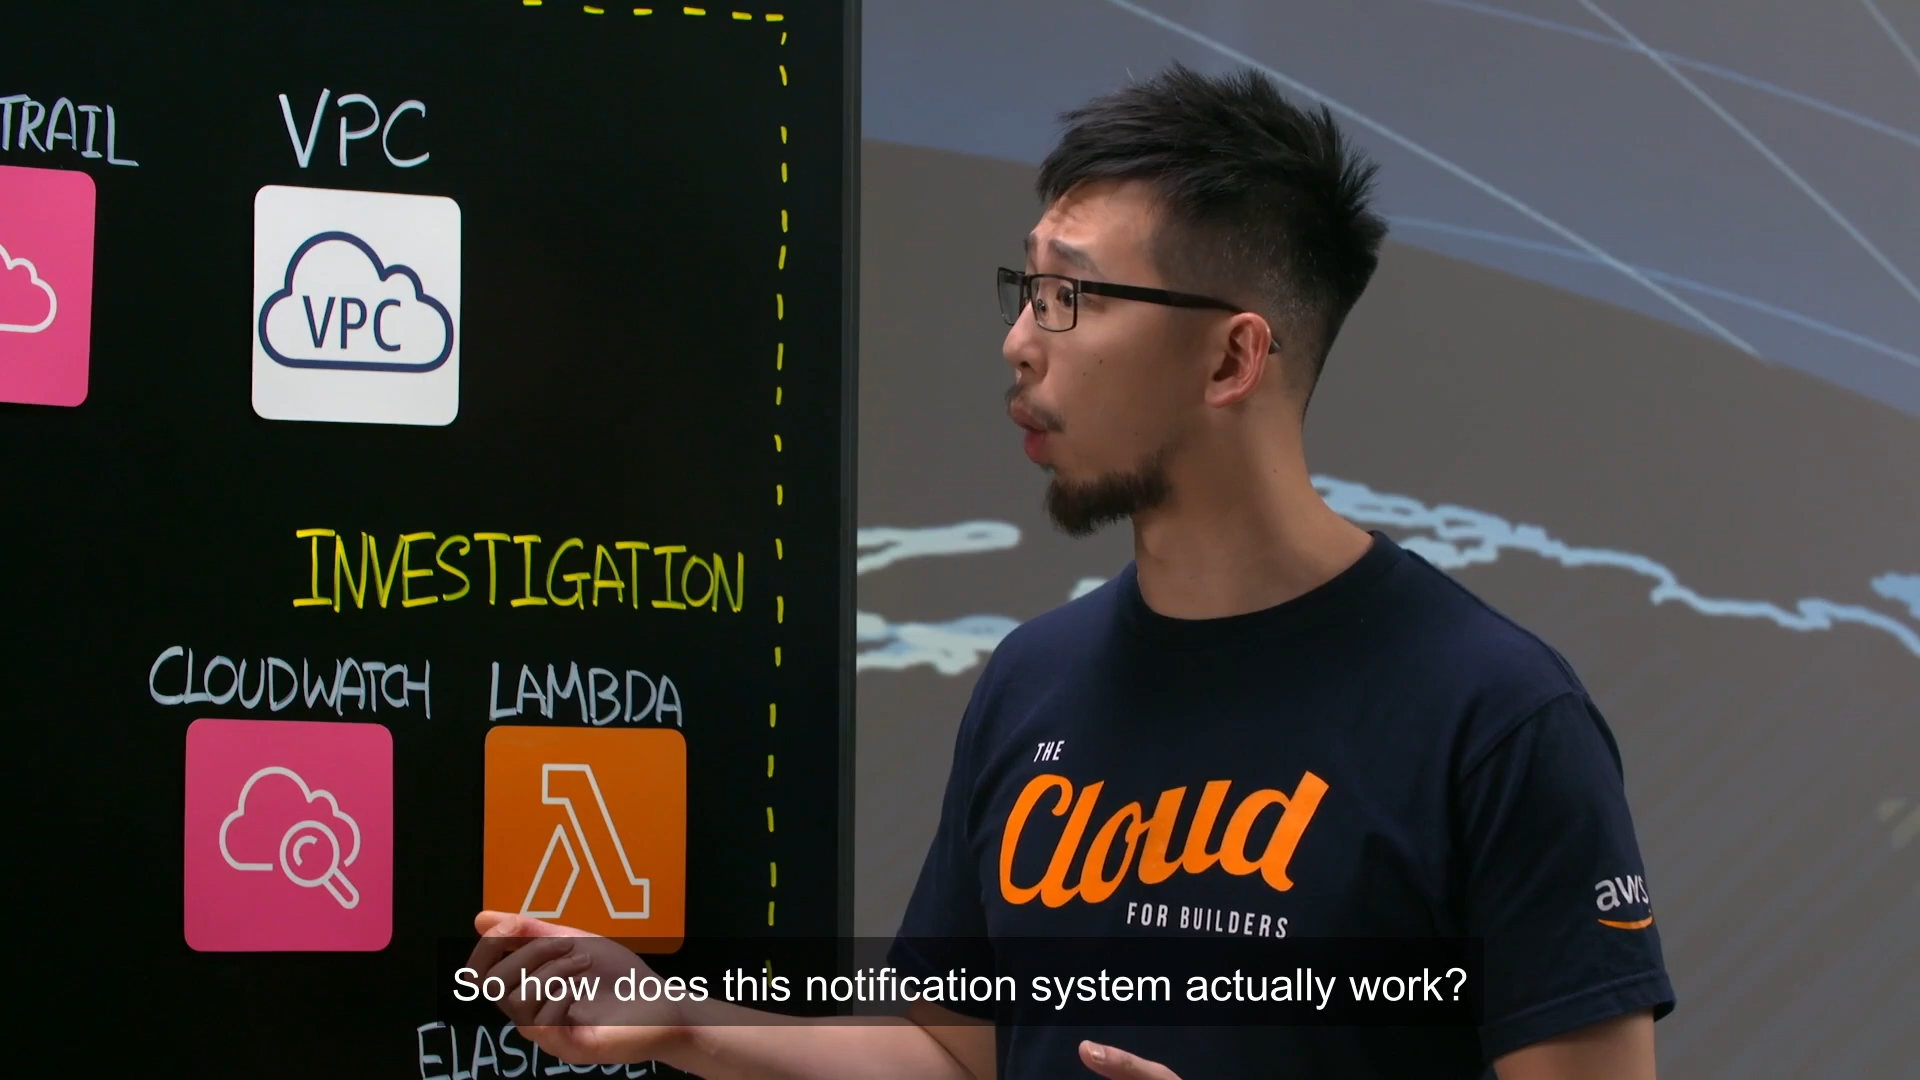 TRAIL
VPC
VPC
INVESTIGATION
CLOUDWATCH
LAMBDA
THE
Cloud
FOR BUILDERS
aws
So how does this notification system actually work?